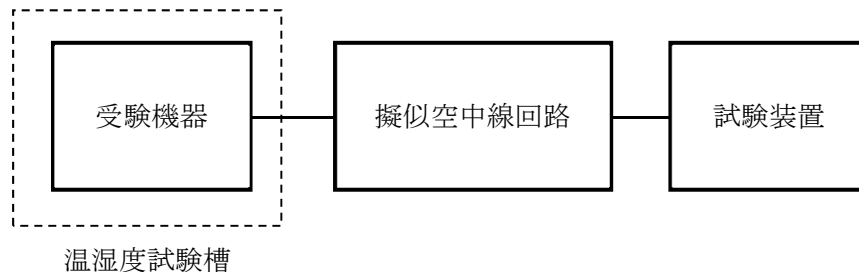 受験機器
擬似空中線回路
試験装置
温湿度試験槽